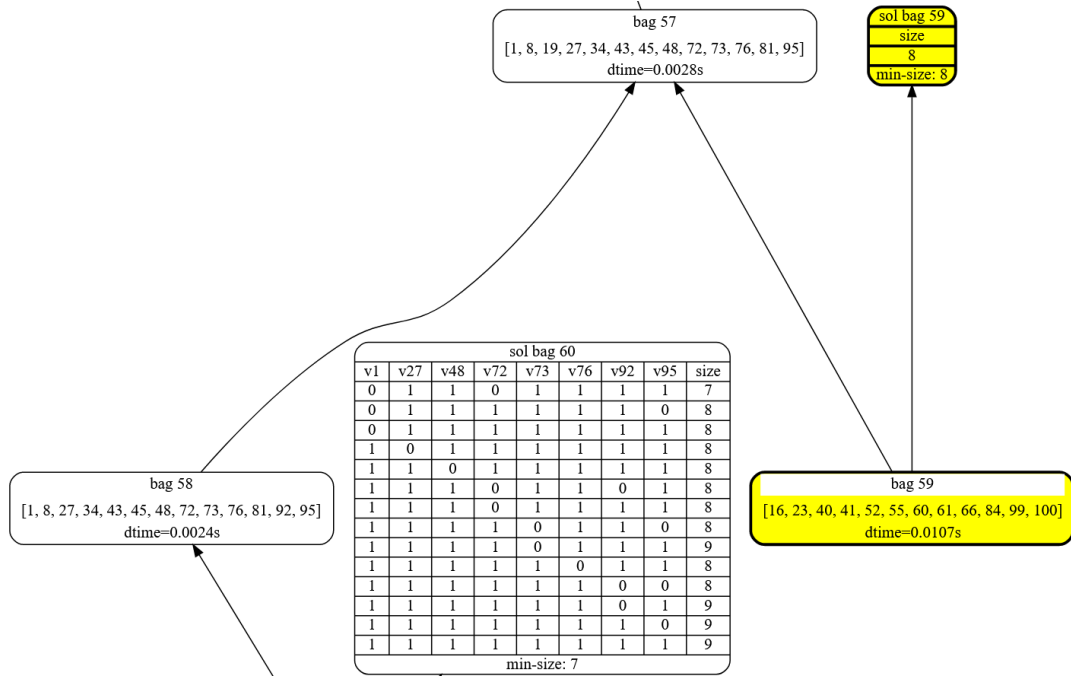 bag 57
[1, 8, 19, 27, 34, 43, 45, 48, 72, 73, 76, 81, 95]
dtime=0.0028s
sol bag 59
size
8
min-size: 8
sol bag 60
v1 v27 v48 v72 v73 v76 v92 v95 size
0 1 1 0 1 1 1 1 7
0 1 1 1 1 1 1 0 8
0 1 1 1 1 1 1 1 8
1 0 1 1 1 1 1 1 8
1 1 0 1 1 1 1 1 8
1 1 1 0 1 1 0 1 8
1 1 1 0 1 1 1 1 8
1 1 1 1 0 1 1 0 8
1 1 1 1 0 1 1 1 9
1 1 1 1 1 0 1 1 8
1 1 1 1 1 1 0 0 8
1 1 1 1 1 1 0 1 9
1 1 1 1 1 1 1 0 9
1 1 1 1 1 1 1 1 9
min-size: 7
bag 58
[1, 8, 27, 34, 43, 45, 48, 72, 73, 76, 81, 92, 95]
dtime=0.0024s
bag 59
[16, 23, 40, 41, 52, 55, 60, 61, 66, 84, 99, 100]
dtime=0.0107s